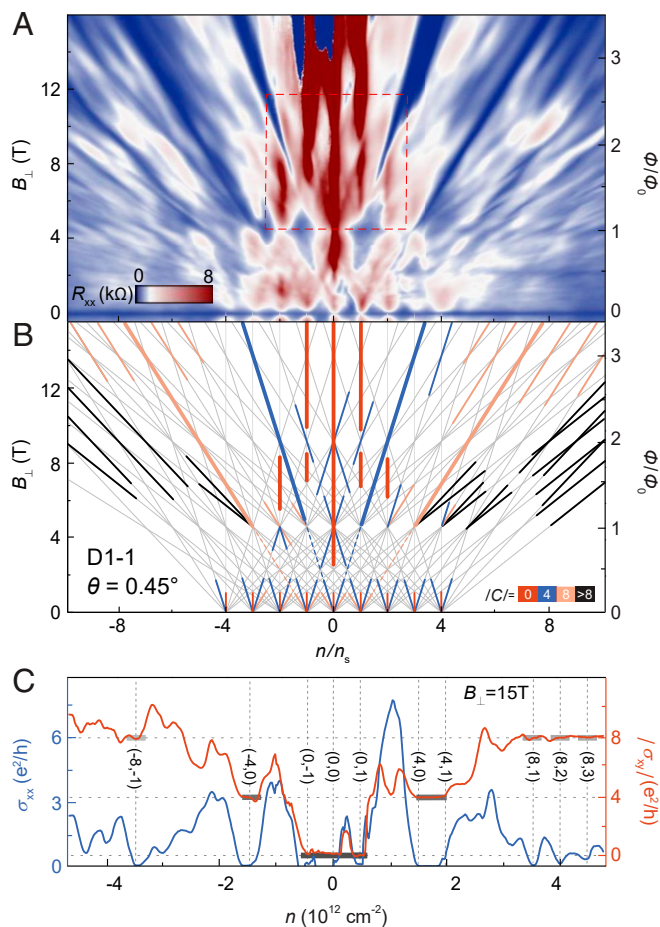 A
12
8
4
0
B⊥ (T)
3
2
1
0
Φ/Φ0
0 8
Rxx (kΩ)
B
12
8
4
0
B⊥ (T)
3
2
1
0
Φ/Φ0
D1-1
θ = 0.45°
/C/= 0 4 8 >8
-8 -4 0 4 8
n/ns
C
B⊥=15T
6
3
0
σxx (e²/h)
8
4
0
/σxy/ (e²/h)
(-8,-1)
(-4,0)
(0,-1)
(0,0)
(0,1)
(4,0)
(4,1)
(8,1)
(8,2)
(8,3)
-4 -2 0 2 4
n (10¹² cm⁻²)